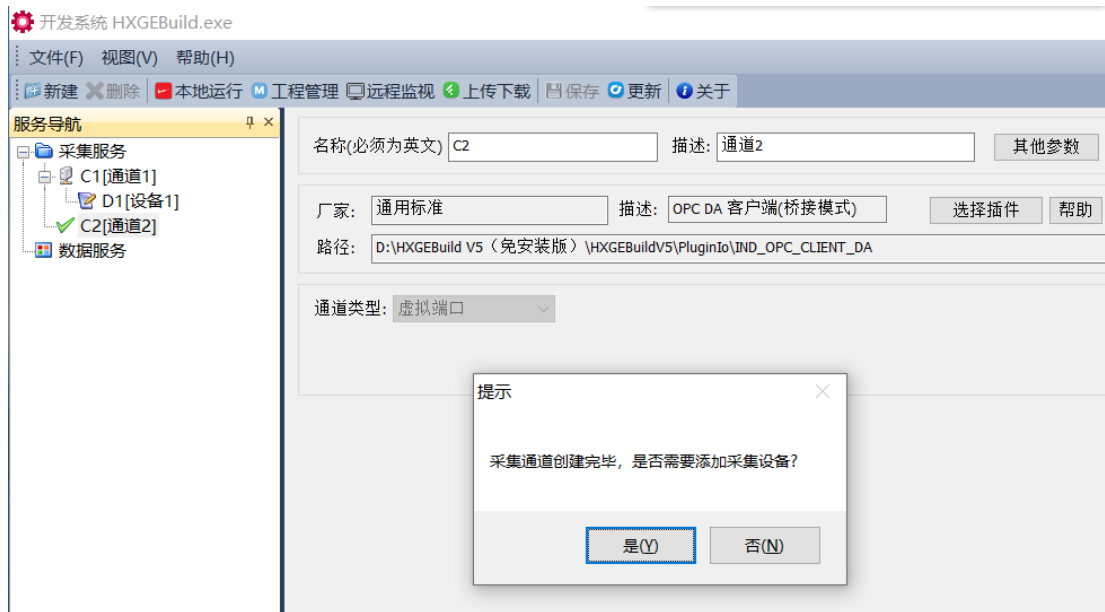 开发系统 HXGEBuild.exe
文件(F) 视图(V) 帮助(H)
新建 删除 本地运行 工程管理 远程监视 上传下载 保存 更新 关于
服务导航
采集服务
C1[通道1]
D1[设备1]
C2[通道2]
数据服务
名称(必须为英文) C2 描述: 通道2 其他参数
厂家: 通用标准 描述: OPC DA 客户端(桥接模式) 选择插件 帮助
路径: D:\HXGEBuild V5（免安装版）\HXGEBuildV5\PluginIo\IND_OPC_CLIENT_DA
通道类型: 虚拟端口
提示
采集通道创建完毕，是否需要添加采集设备?
是(Y) 否(N)